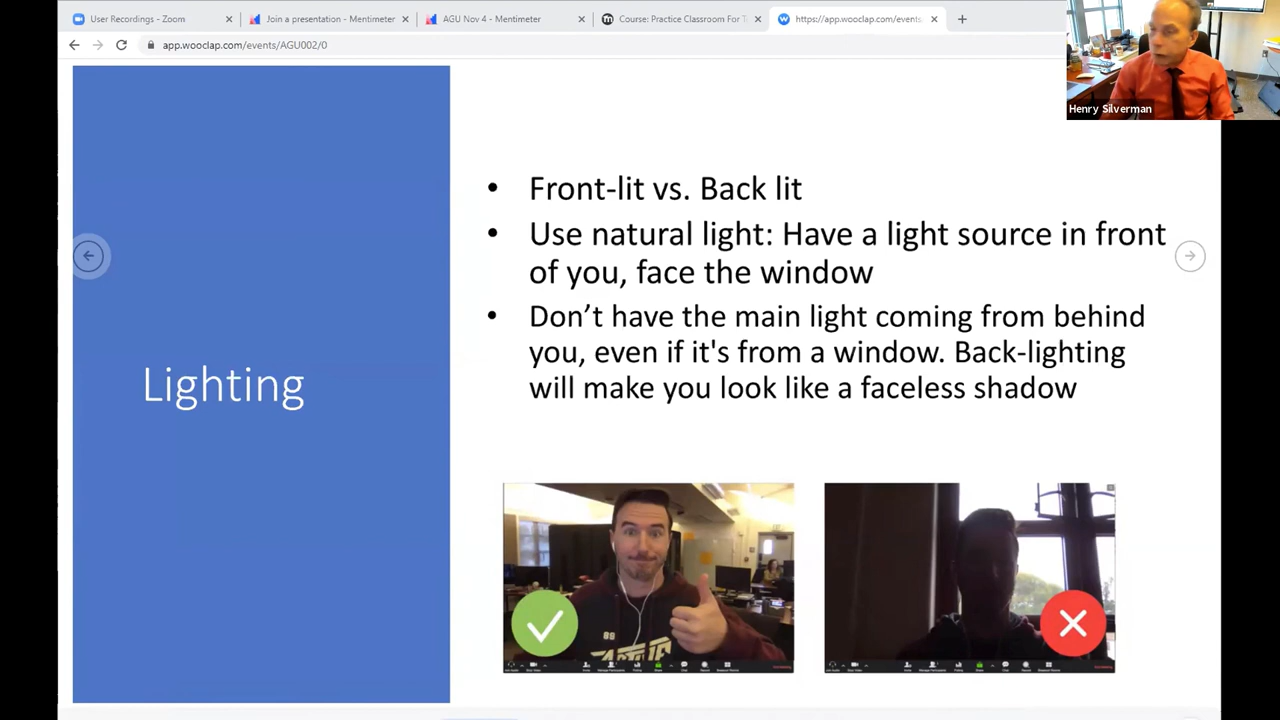 User Recordings - Zoom
Join a presentation - Mentimeter
AGU Nov 4 - Mentimeter
Course: Practice Classroom For T
https://app.wooclap.com/events
app.wooclap.com/events/AGU002/0
Henry Silverman
• Front-lit vs. Back lit
• Use natural light: Have a light source in front
of you, face the window
• Don’t have the main light coming from behind
you, even if it's from a window. Back-lighting
will make you look like a faceless shadow
Lighting
88